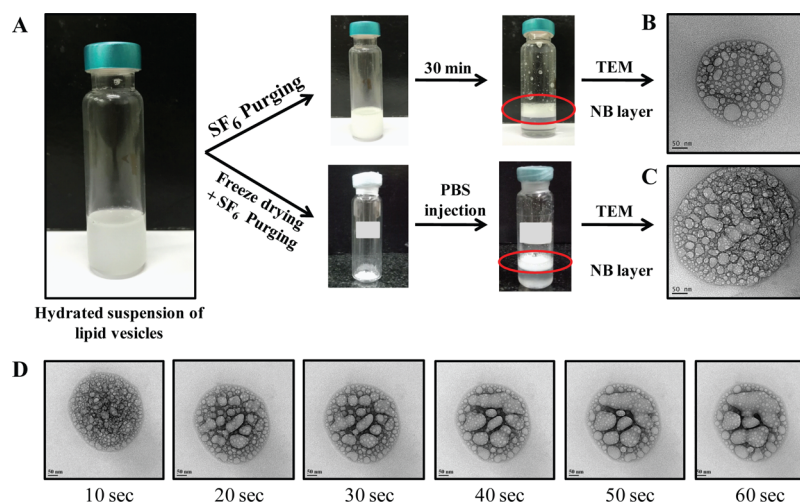 A
Hydrated suspension of
lipid vesicles
SF6 Purging
Freeze drying
+ SF6 Purging
30 min
PBS
injection
TEM
NB layer
TEM
NB layer
B
50 nm
C
50 nm
D
50 nm
50 nm
50 nm
50 nm
50 nm
50 nm
10 sec
20 sec
30 sec
40 sec
50 sec
60 sec